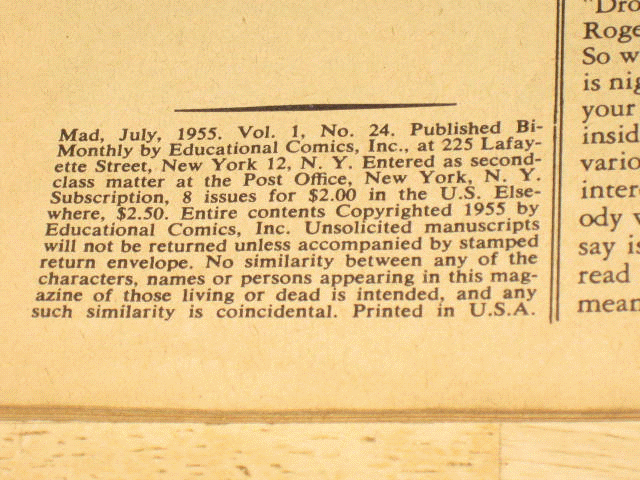 Mad, July, 1955. Vol. 1, No. 24. Published Bi-
Monthly by Educational Comics, Inc., at 225 Lafay-
ette Street, New York 12, N. Y. Entered as second-
class matter at the Post Office, New York, N. Y.
Subscription, 8 issues for $2.00 in the U.S. Else-
where, $2.50. Entire contents Copyrighted 1955 by
Educational Comics, Inc. Unsolicited manuscripts
will not be returned unless accompanied by stamped
return envelope. No similarity between any of the
characters, names or persons appearing in this mag-
azine of those living or dead is intended, and any
such similarity is coincidental. Printed in U.S.A.
"Dro
Roge
So w
is nig
your
insid
vario
inter
ody
say is
read
mean